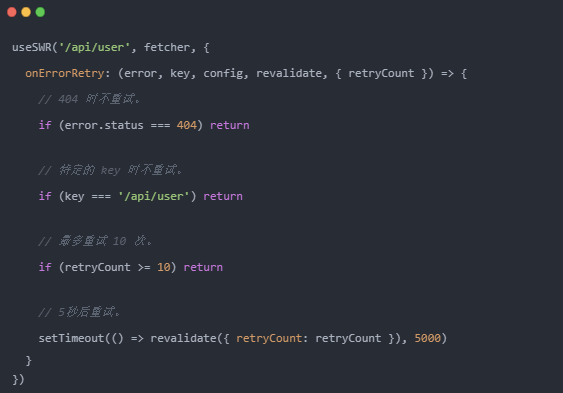 useSWR('/api/user', fetcher, {
onErrorRetry: (error, key, config, revalidate, { retryCount }) => {
// 404 时不重试。
if (error.status === 404) return
// 特定的 key 时不重试。
if (key === '/api/user') return
// 最多重试 10 次。
if (retryCount >= 10) return
// 5秒后重试。
setTimeout(() => revalidate({ retryCount: retryCount }), 5000)
}
})